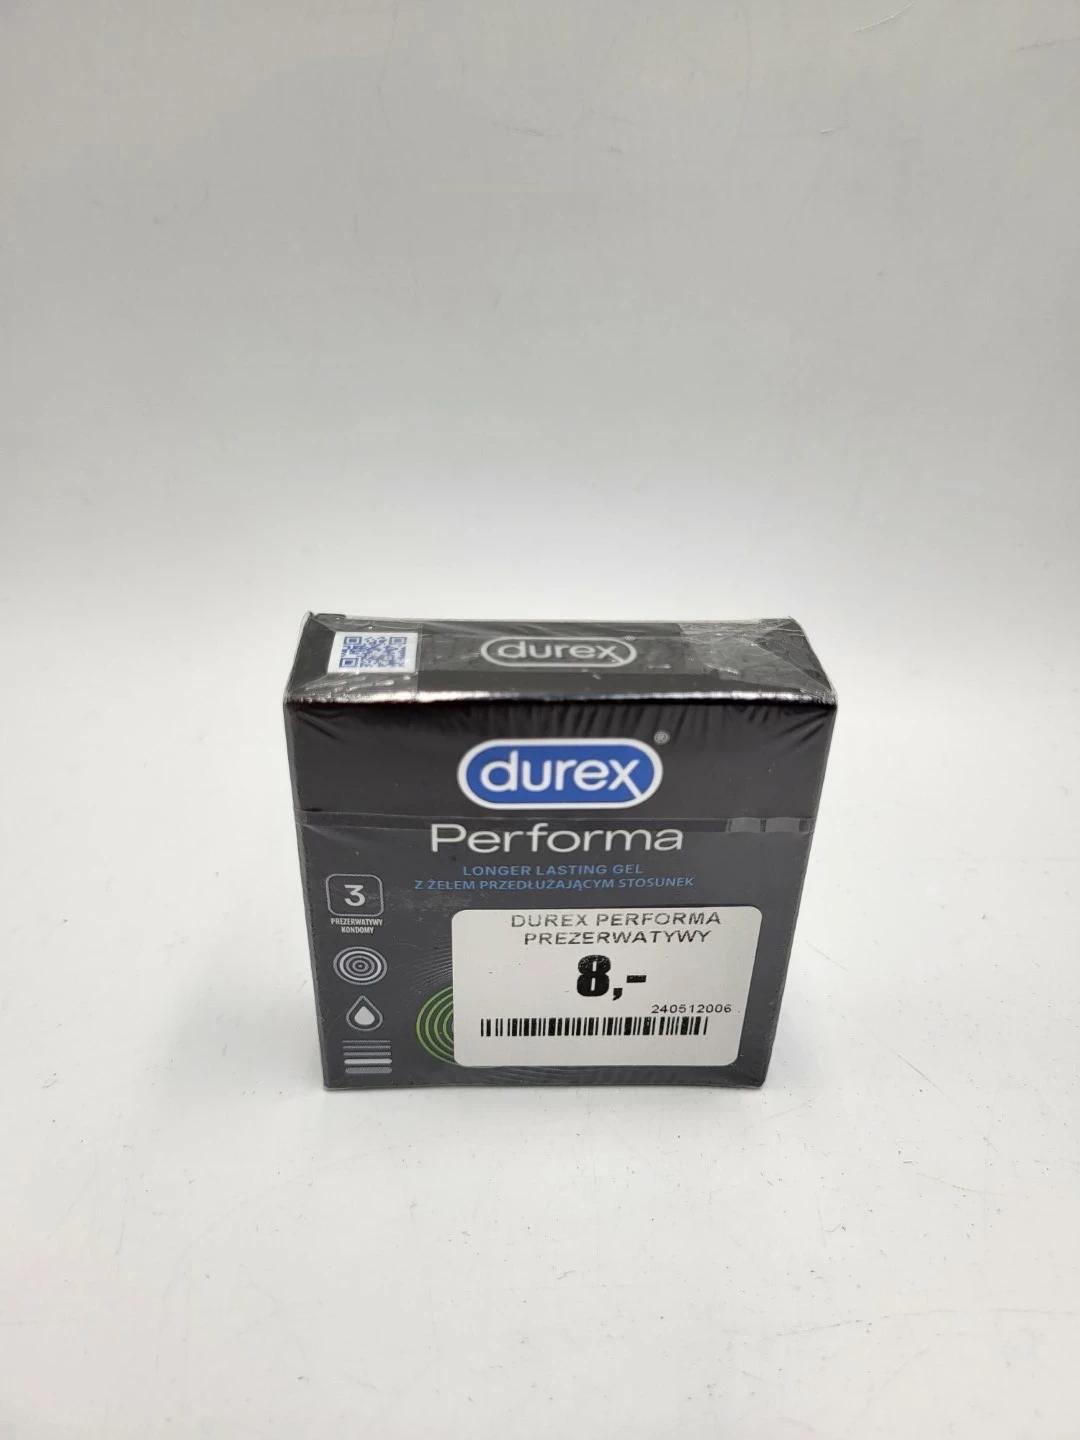 durex®
durex®
Performa
LONGER LASTING GEL
Z ŻELEM PRZEDŁUŻAJĄCYM STOSUNEK
3
PREZERWATYWY
KONDOMY
DUREX PERFORMA
PREZERWATYWY
8,-
240512006